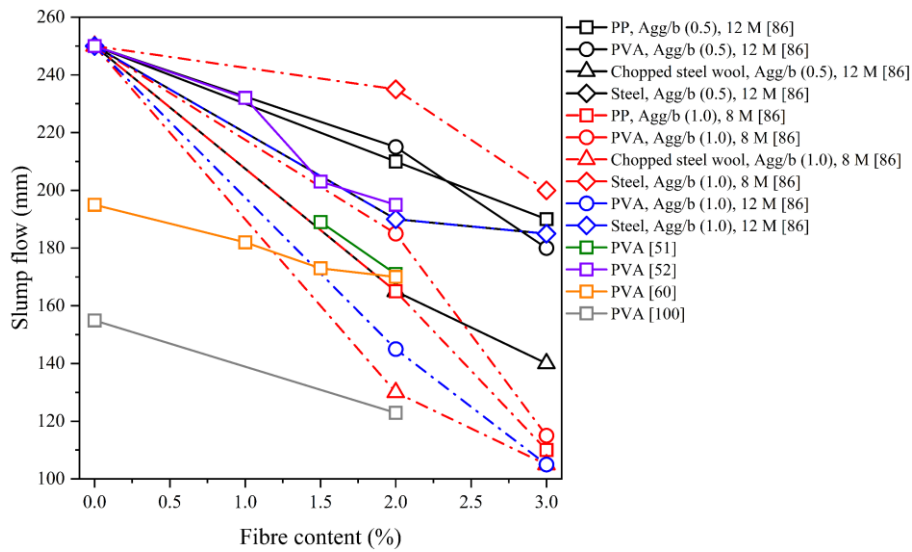 260
240
220
200
180
160
140
120
100
0.0 0.5 1.0 1.5 2.0 2.5 3.0
Slump flow (mm)
Fibre content (%)
PP, Agg/b (0.5), 12 M [86]
PVA, Agg/b (0.5), 12 M [86]
Chopped steel wool, Agg/b (0.5), 12 M [86]
Steel, Agg/b (0.5), 12 M [86]
PP, Agg/b (1.0), 8 M [86]
PVA, Agg/b (1.0), 8 M [86]
Chopped steel wool, Agg/b (1.0), 8 M [86]
Steel, Agg/b (1.0), 8 M [86]
PVA, Agg/b (1.0), 12 M [86]
Steel, Agg/b (1.0), 12 M [86]
PVA [51]
PVA [52]
PVA [60]
PVA [100]